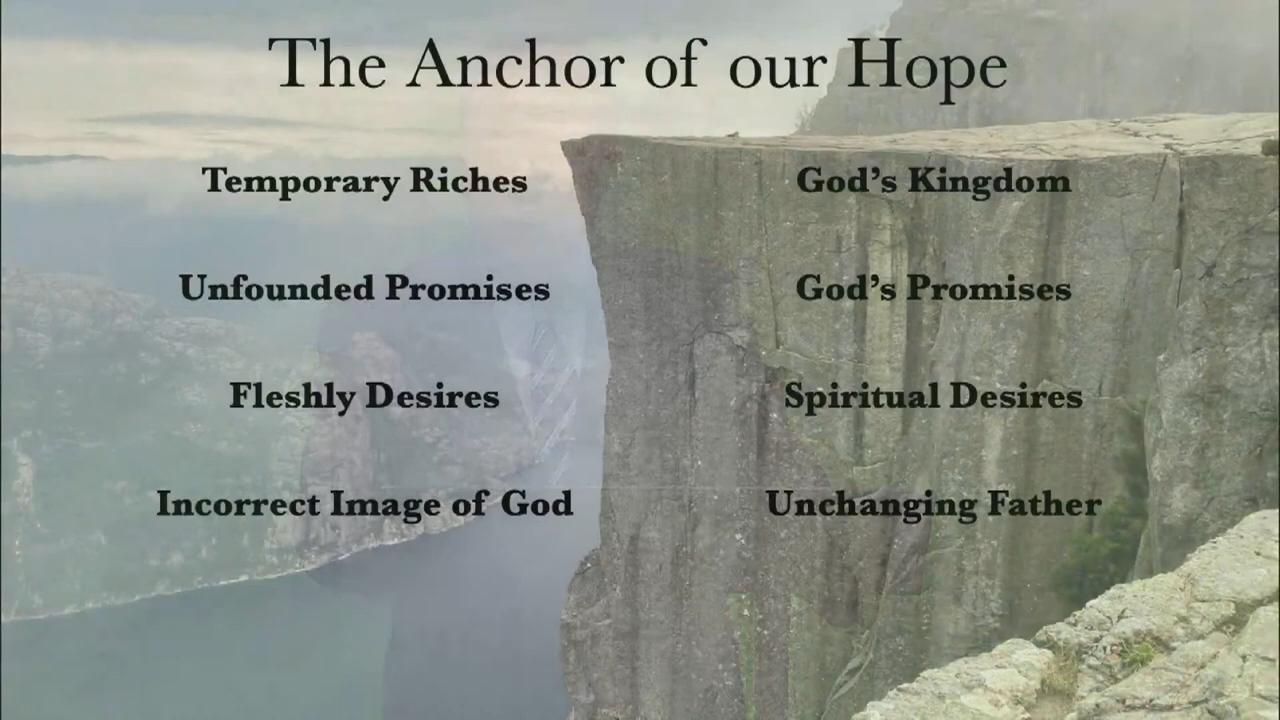 The Anchor of our Hope
Temporary Riches God's Kingdom
Unfounded Promises God's Promises
Fleshly Desires Spiritual Desires
Incorrect Image of God Unchanging Father